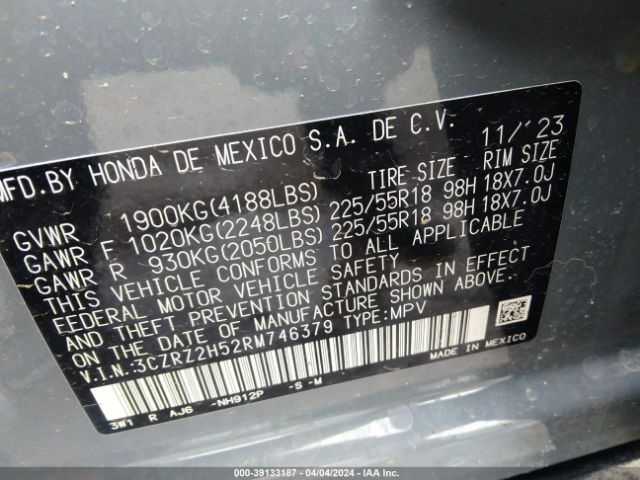 MFD.BY HONDA DE MEXICO S.A. DE C.V. 11/'23
TIRE SIZE RIM SIZE
GVWR 1900KG(4188LBS)
GAWR F 1020KG(2248LBS) 225/55R18 98H 18X7.0J
GAWR R 930KG(2050LBS) 225/55R18 98H 18X7.0J
THIS VEHICLE CONFORMS TO ALL APPLICABLE
FEDERAL MOTOR VEHICLE SAFETY
AND THEFT PREVENTION STANDARDS IN EFFECT
ON THE DATE OF MANUFACTURE SHOWN ABOVE.
V.I.N.3CZRZ2H52RM746379 TYPE:MPV
3W1 R AJ6 -NH912P -S -M
MADE IN MEXICO
000-39133187 - 04/04/2024 - IAA Inc.